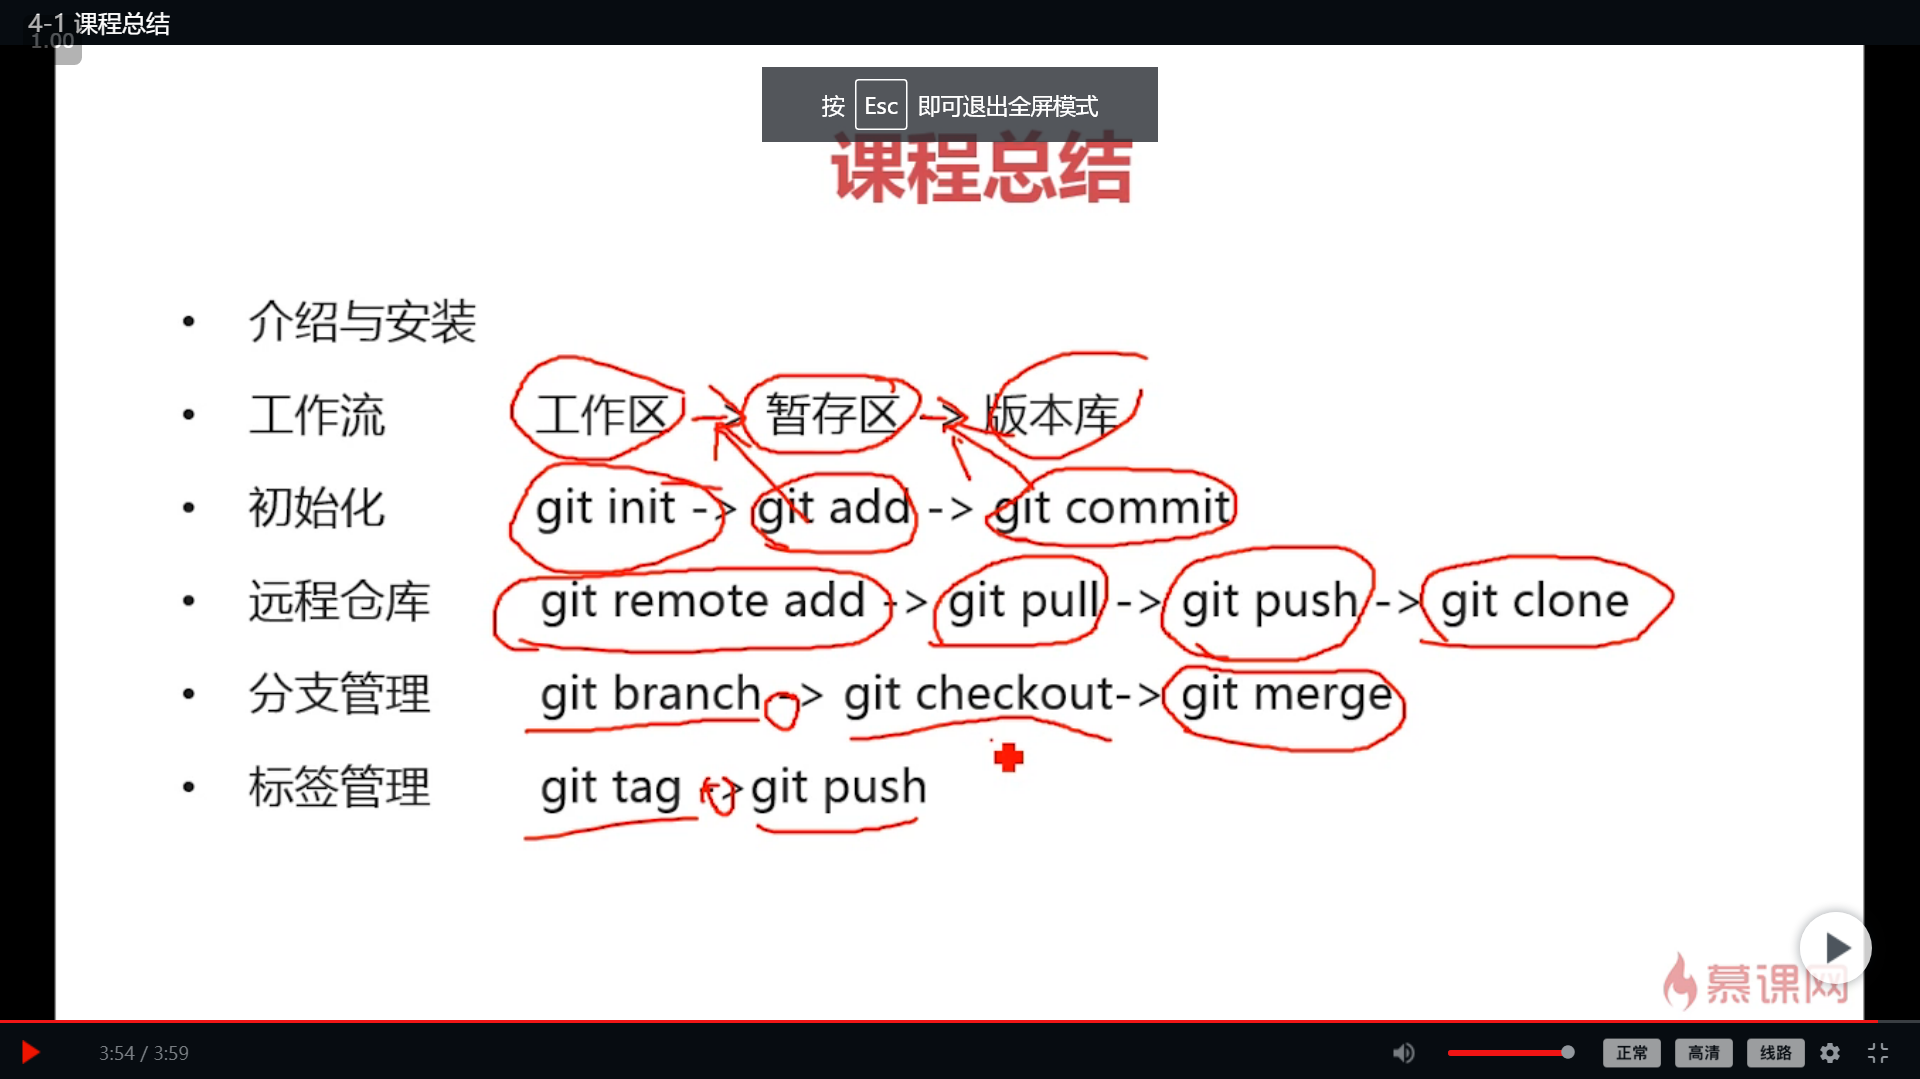 4-1 课程总结
1.00
按 Esc 即可退出全屏模式
课程总结
• 介绍与安装
• 工作流 工作区 -> 暂存区 -> 版本库
• 初始化 git init -> git add -> git commit
• 远程仓库 git remote add -> git pull -> git push -> git clone
• 分支管理 git branch -> git checkout-> git merge
• 标签管理 git tag ->git push
慕课网
3:54 / 3:59 正常 高清 线路